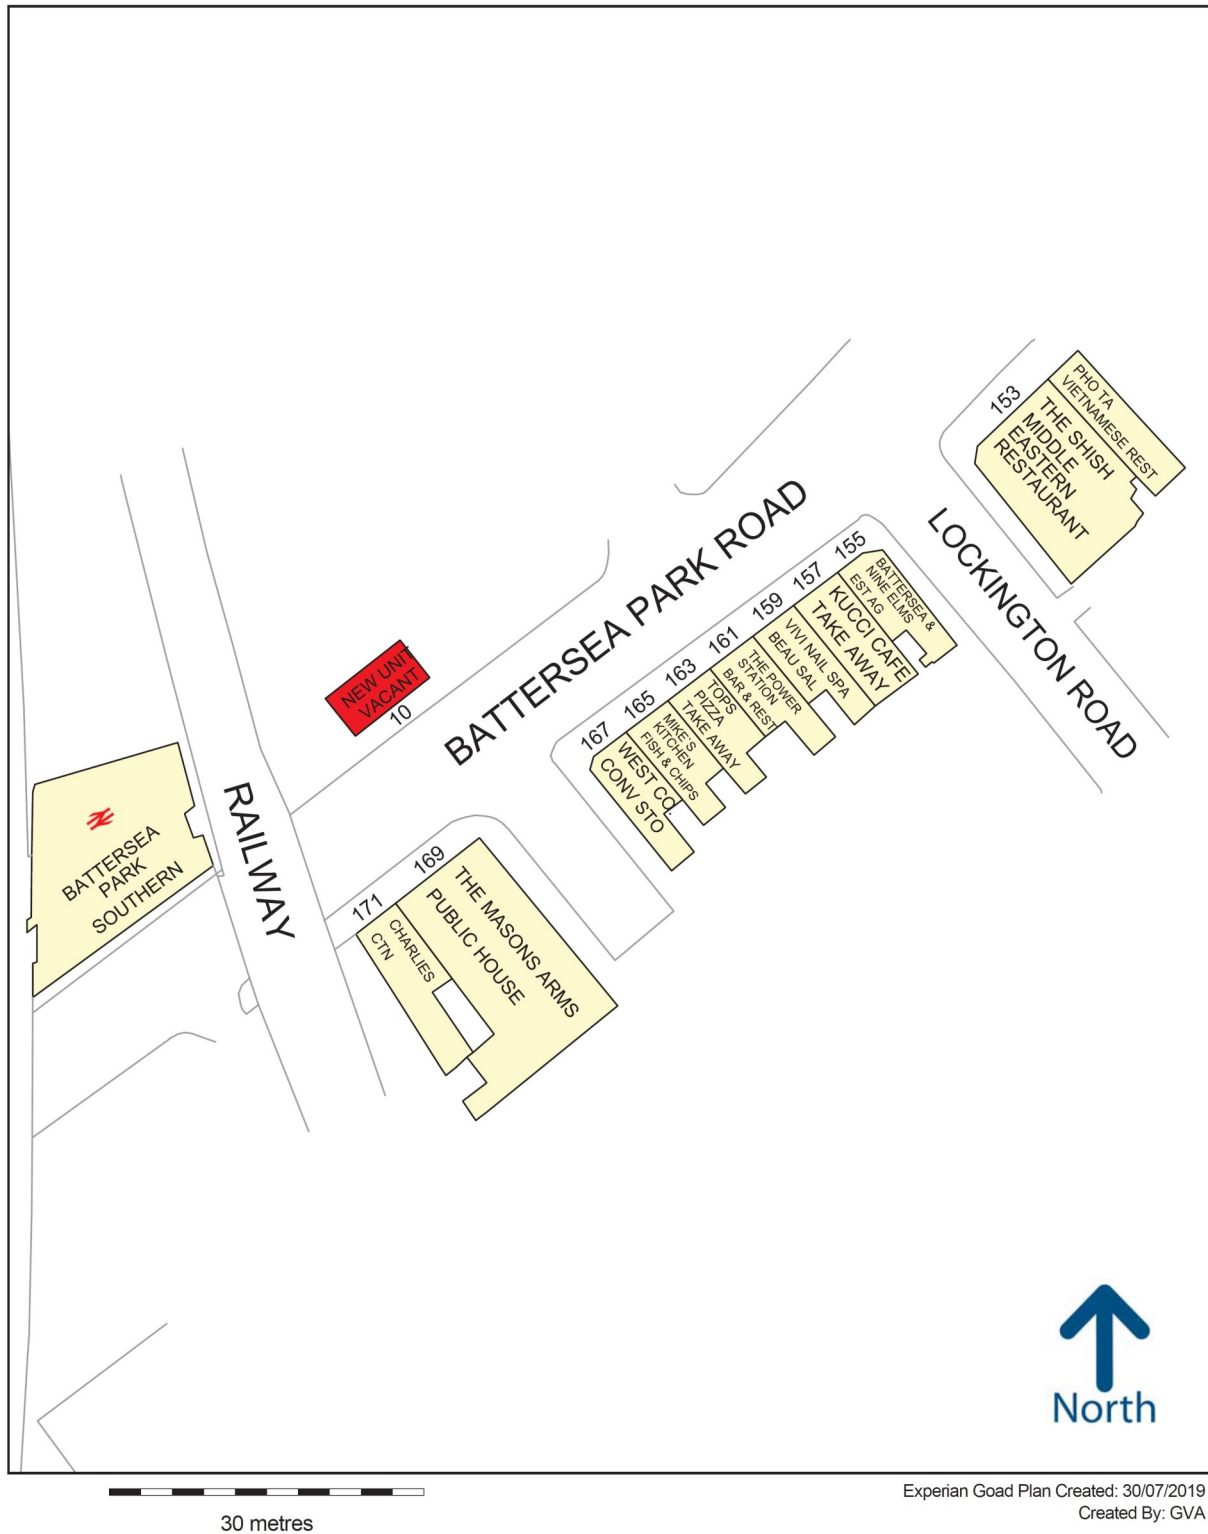 153
PHO TA
VIETNAMESE REST
THE SHISH
MIDDLE
EASTERN
RESTAURANT
LOCKINGTON ROAD
BATTERSEA PARK ROAD
155
BATTERSEA &
NINE ELMS
EST AG
157
KUCCI CAFE
TAKE AWAY
159
VIVI NAIL SPA
BEAU SAL
161
THE POWER
STATION
BAR & REST
163
TOPS
PIZZA
TAKE AWAY
165
MIKE'S
KITCHEN
FISH & CHIPS
167
WEST CO
CONV STO
NEW UNIT
VACANT
10
RAILWAY
BATTERSEA
PARK
SOUTHERN
169
THE MASONS ARMS
PUBLIC HOUSE
171
CHARLIES
CTN
North
30 metres
Experian Goad Plan Created: 30/07/2019
Created By: GVA